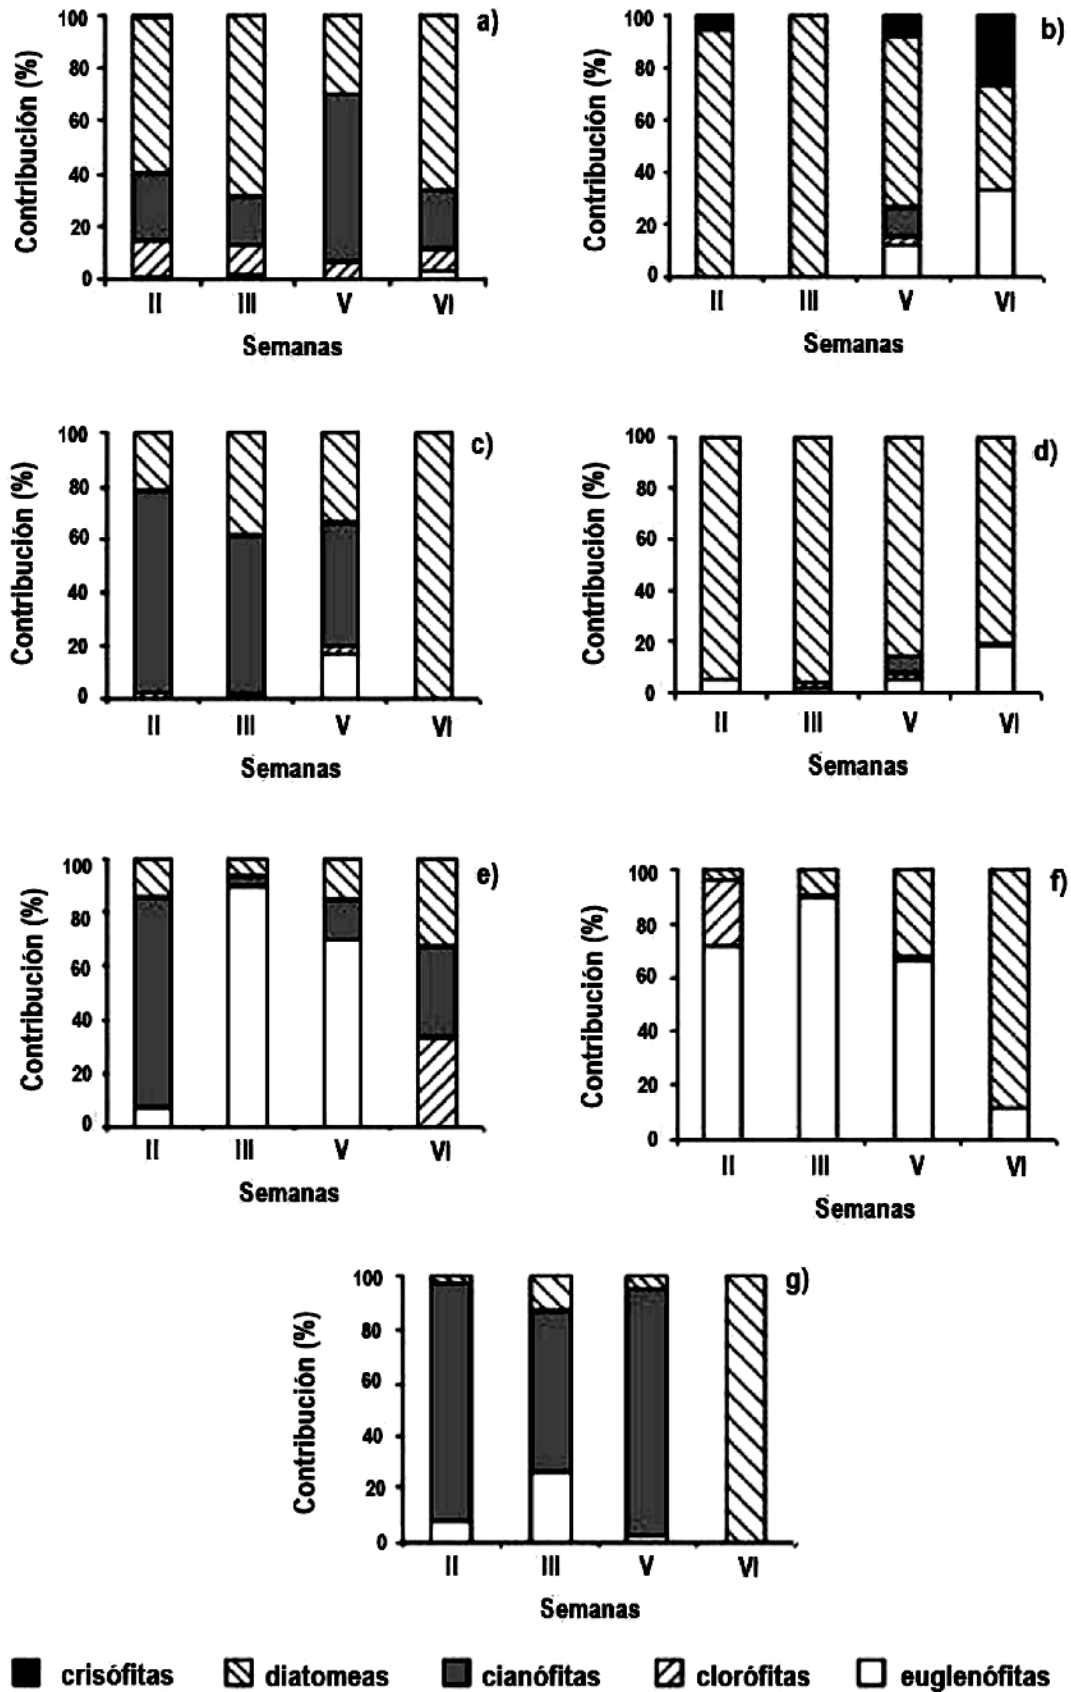 a)
Contribución (%)
100
80
60
40
20
0
II III V VI
Semanas
b)
Contribución (%)
100
80
60
40
20
0
II III V VI
Semanas
c)
Contribución (%)
100
80
60
40
20
0
II III V VI
Semanas
d)
Contribución (%)
100
80
60
40
20
0
II III V VI
Semanas
e)
Contribución (%)
100
80
60
40
20
0
II III V VI
Semanas
f)
Contribución (%)
100
80
60
40
20
0
II III V VI
Semanas
g)
Contribución (%)
100
80
60
40
20
0
II III V VI
Semanas
crisófitas diatomeas cianófitas clorófitas euglenófitas